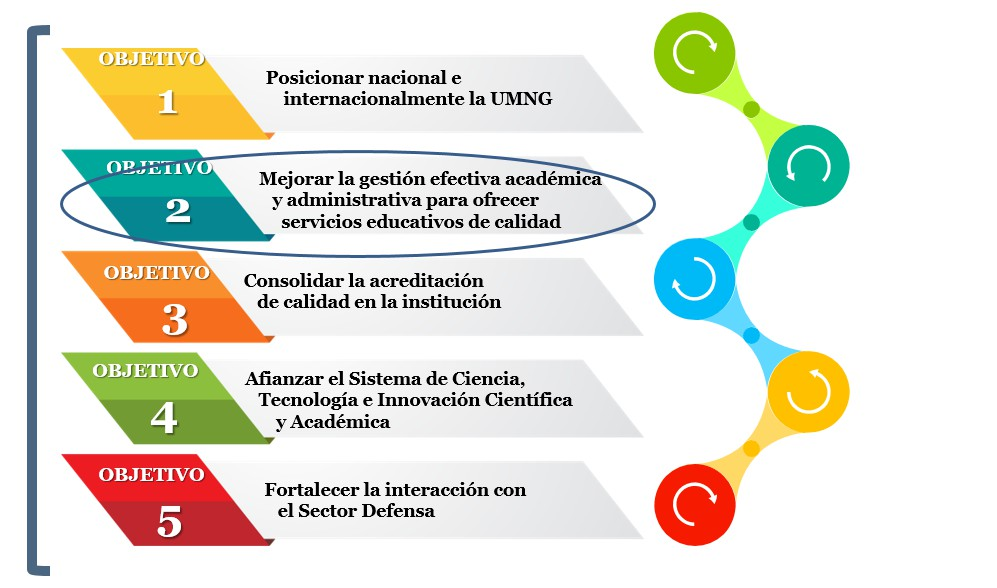 OBJETIVO
1
Posicionar nacional e
internacionalmente la UMNG
OBJETIVO
2
Mejorar la gestión efectiva académica
y administrativa para ofrecer
servicios educativos de calidad
OBJETIVO
3
Consolidar la acreditación
de calidad en la institución
OBJETIVO
4
Afianzar el Sistema de Ciencia,
Tecnología e Innovación Científica
y Académica
OBJETIVO
5
Fortalecer la interacción con
el Sector Defensa